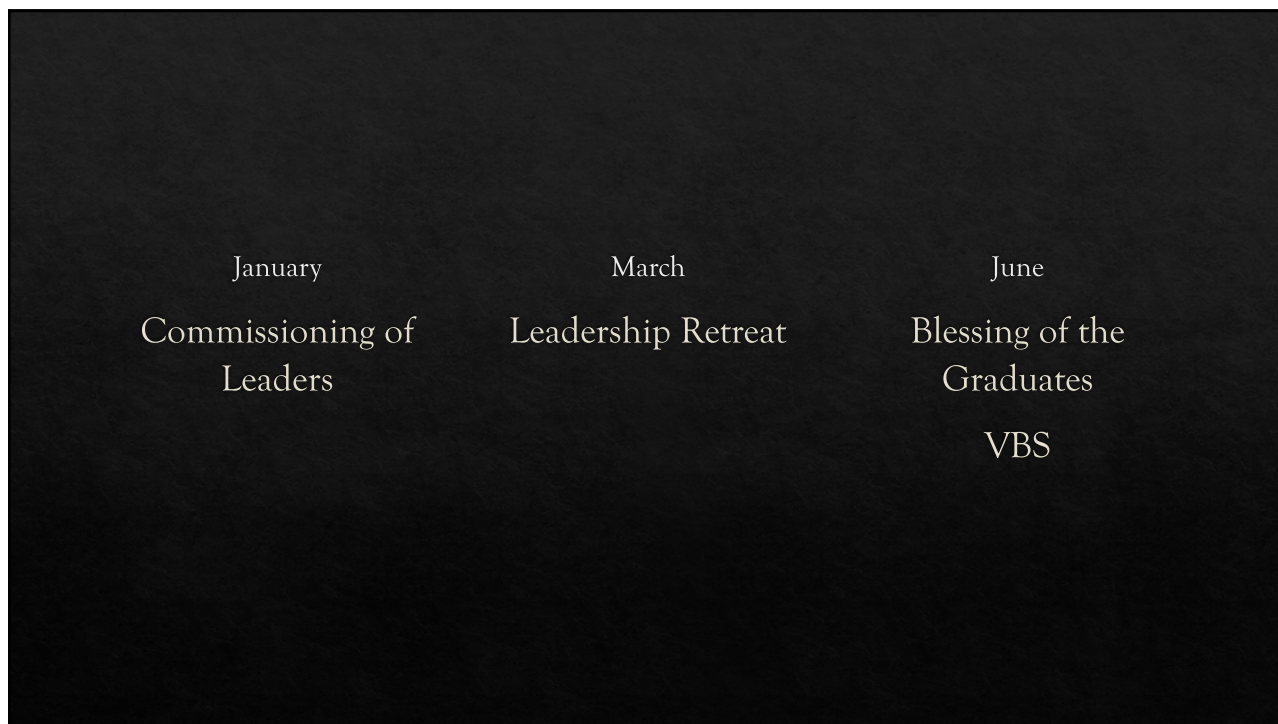 January
Commissioning of
Leaders
March
Leadership Retreat
June
Blessing of the
Graduates
VBS